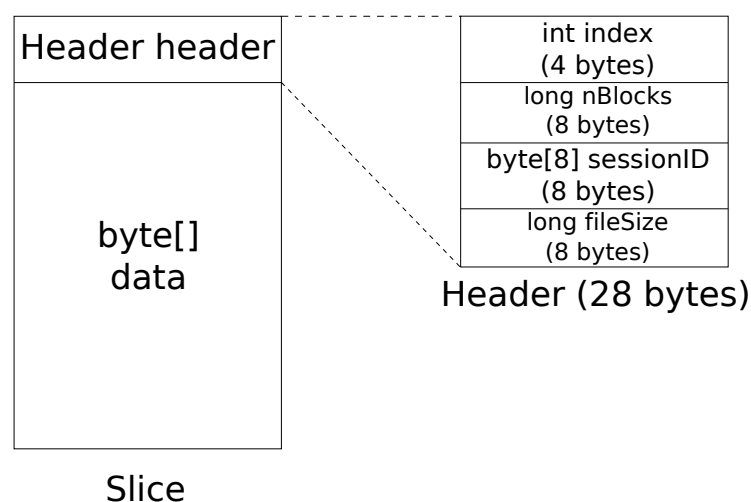 Header header
byte[]
data
Slice
int index
(4 bytes)
long nBlocks
(8 bytes)
byte[8] sessionID
(8 bytes)
long fileSize
(8 bytes)
Header (28 bytes)